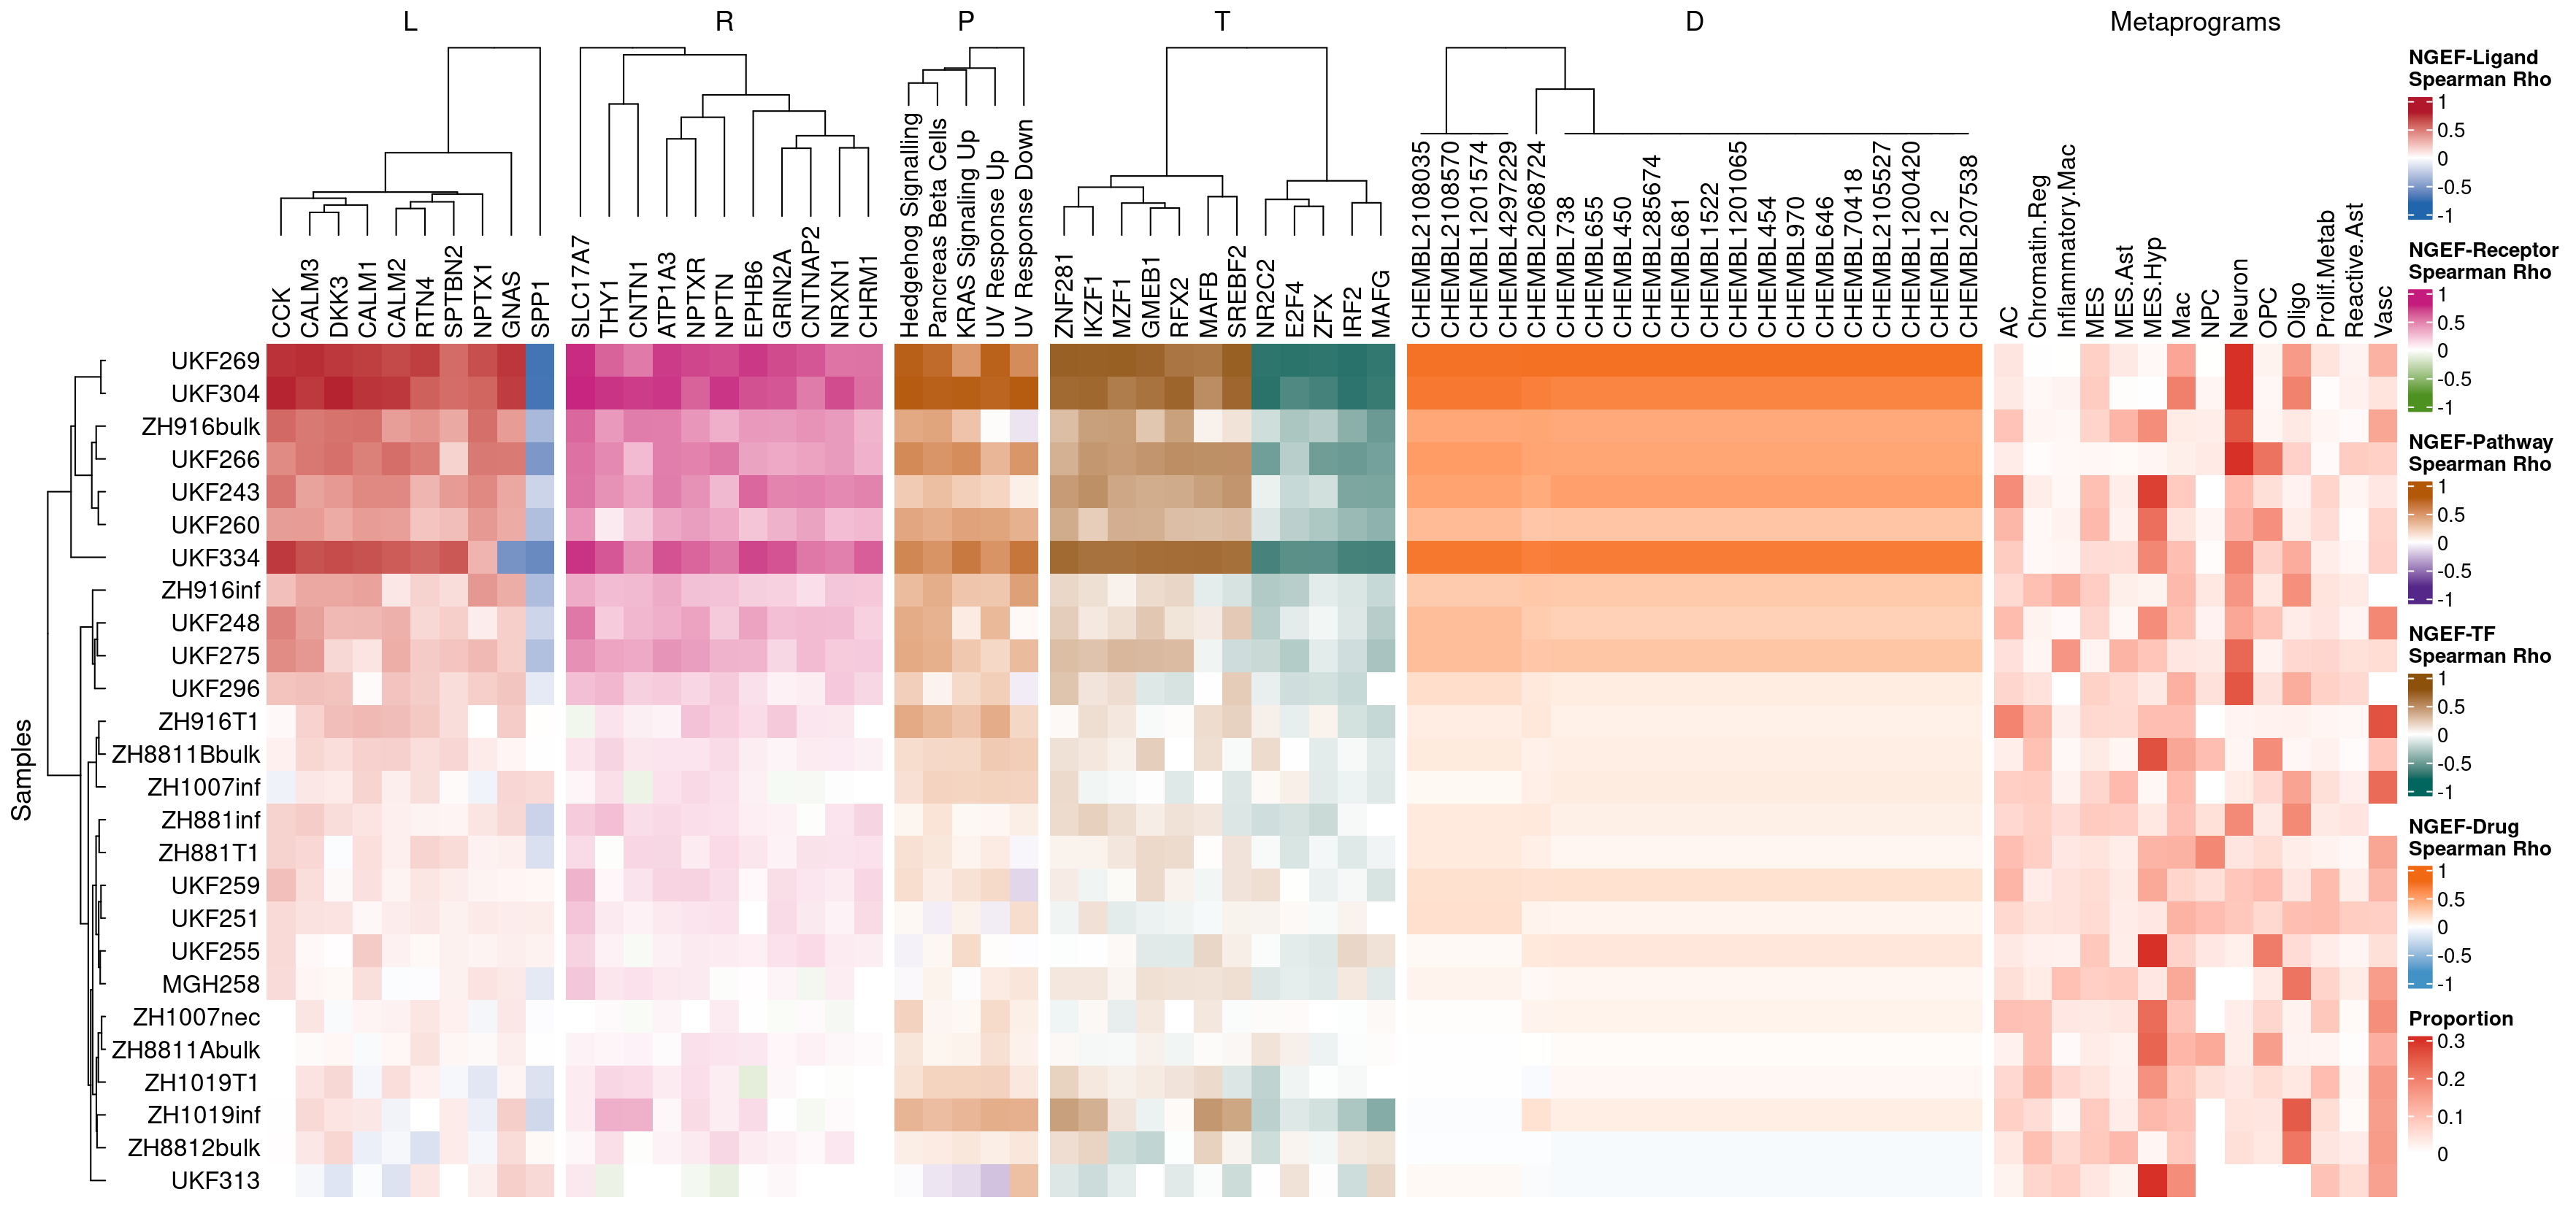 L R P T D Metaprograms
CCK
CALM3
DKK3
CALM1
CALM2
RTN4
SPTBN2
NPTX1
GNAS
SPP1
SLC17A7
THY1
CNTN1
ATP1A3
NPTXR
NPTN
EPHB6
GRIN2A
CNTNAP2
NRXN1
CHRM1
Hedgehog Signalling
Pancreas Beta Cells
KRAS Signaling Up
UV Response Up
UV Response Down
ZNF281
IKZF1
MZF1
GMEB1
RFX2
MAFB
SREBF2
NR2C2
E2F4
ZFX
IRF2
MAFG
CHEMBL2108035
CHEMBL2108570
CHEMBL1201574
CHEMBL4297229
CHEMBL2068724
CHEMBL738
CHEMBL655
CHEMBL450
CHEMBL285674
CHEMBL681
CHEMBL1522
CHEMBL1201065
CHEMBL454
CHEMBL970
CHEMBL646
CHEMBL70418
CHEMBL2105527
CHEMBL1200420
CHEMBL12
CHEMBL207538
AC
Chromatin.Reg
Inflammatory.Mac
MES
MES.Ast
MES.Hyp
Mac
NPC
Neuron
OPC
Oligo
Prolif.Metab
Reactive.Ast
Vasc
Samples
UKF269
UKF304
ZH916bulk
UKF266
UKF243
UKF260
UKF334
ZH916inf
UKF248
UKF275
UKF296
ZH916T1
ZH8811Bbulk
ZH1007inf
ZH881inf
ZH881T1
UKF259
UKF251
UKF255
MGH258
ZH1007nec
ZH8811Abulk
ZH1019T1
ZH1019inf
ZH8812bulk
UKF313
NGEF-Ligand
Spearman Rho
1
0.5
0
-0.5
-1
NGEF-Receptor
Spearman Rho
1
0.5
0
-0.5
-1
NGEF-Pathway
Spearman Rho
1
0.5
0
-0.5
-1
NGEF-TF
Spearman Rho
1
0.5
0
-0.5
-1
NGEF-Drug
Spearman Rho
1
0.5
0
-0.5
-1
Proportion
0.3
0.2
0.1
0